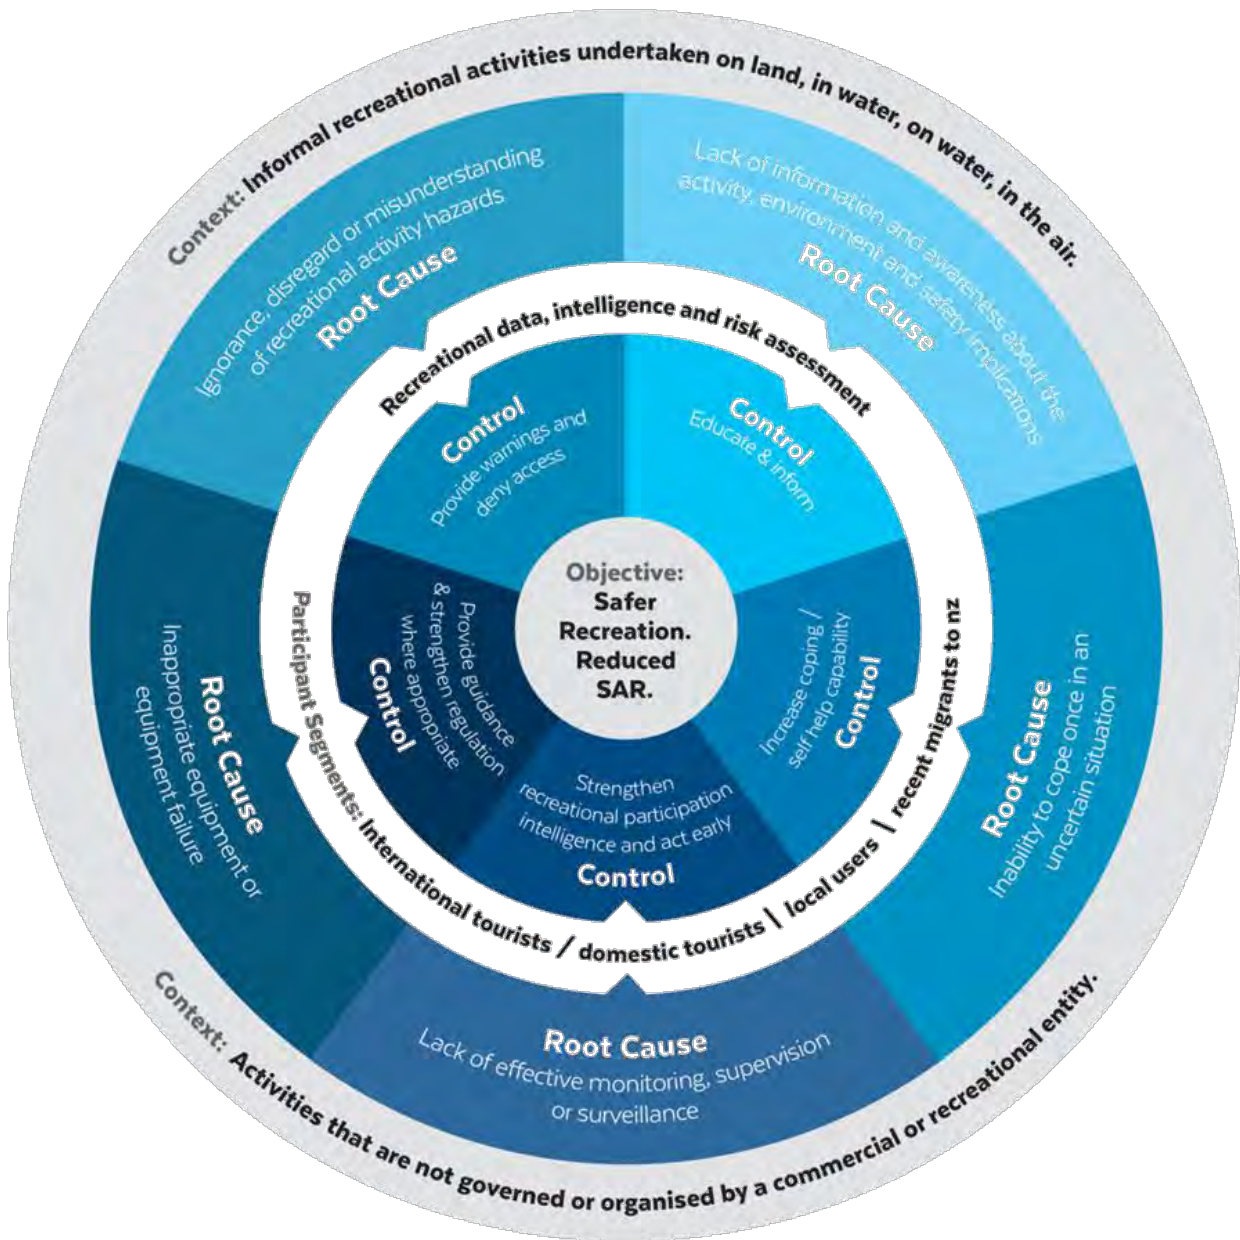 Context: Informal recreational activities undertaken on land, in water, on water, in the air.
Lack of information and awareness about the
activity, environment and safety implications
Root Cause
Inability to cope once in an
uncertain situation
Root Cause
Root Cause
Lack of effective monitoring, supervision
or surveillance
Root Cause
Inappropriate equipment or
equipment failure
Ignorance, disregard or misunderstanding
of recreational activity hazards
Root Cause
Recreational data, intelligence and risk assessment
Participant Segments: International tourists / domestic tourists \ local users \ recent migrants to nz
Control
Educate & inform
Increase coping /
self help capability
Control
Strengthen
recreational participation
intelligence and act early
Control
Provide guidance
& strengthen regulation
where appropriate
Control
Control
Provide warnings and
deny access
Objective:
Safer
Recreation.
Reduced
SAR.
Context: Activities that are not governed or organised by a commercial or recreational entity.